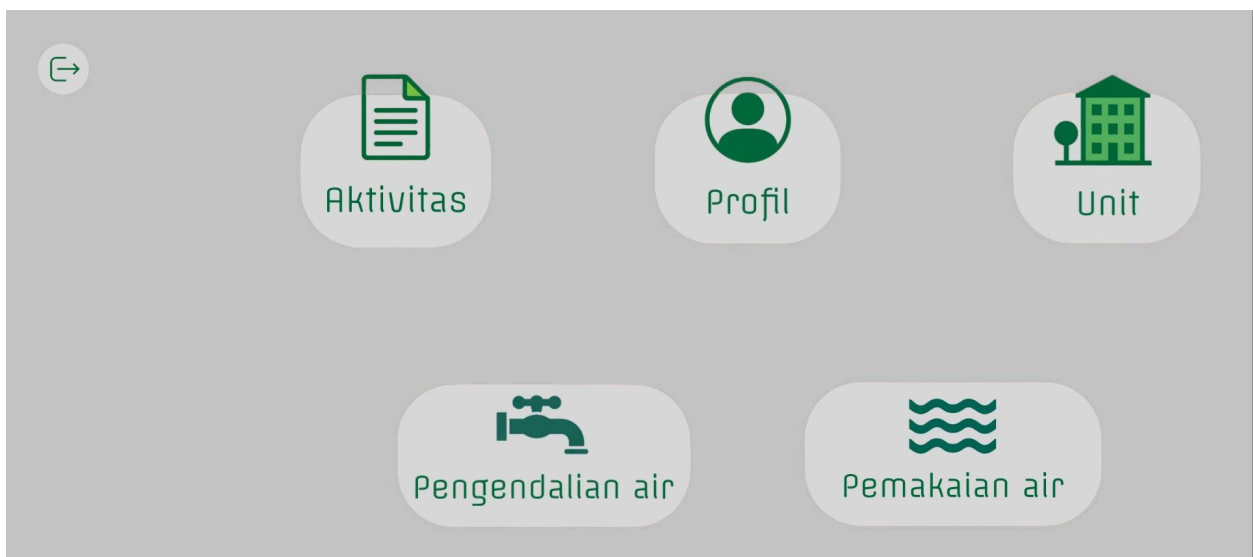 Aktivitas
Profil
Unit
Pengendalian air
Pemakaian air